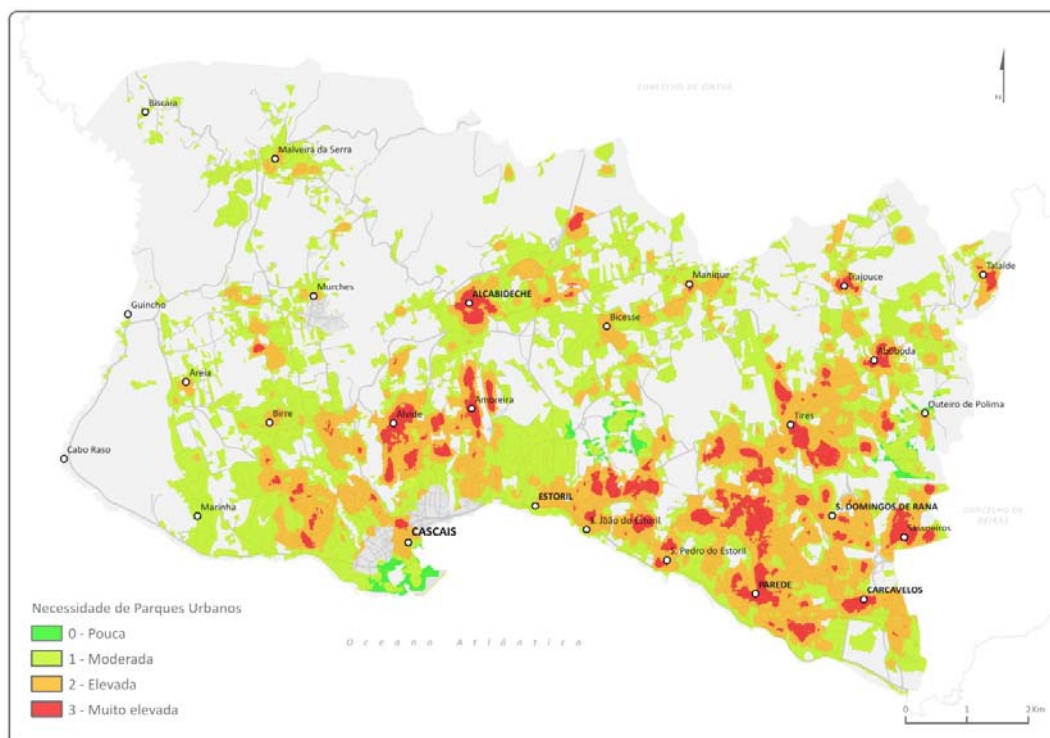 CONCELHO DE SINTRA
N
Biscaia
Malveira da Serra
Talaíde
Manique
Trajouce
Murches
ALCABIDECHE
Guincho
Bicesse
Abóboda
Areia
Amoreira
Outeiro de Polima
Birre
Alvide
Tires
Cabo Raso
ESTORIL
Marinha
S. DOMINGOS DE RANA
CONCELHO DE
OEIRAS
S. João do Estoril
Sassoeiros
CASCAIS
S. Pedro do Estoril
PAREDE
CARCAVELOS
Necessidade de Parques Urbanos
0 - Pouca
Oceano Atlântico
1 - Moderada
2 - Elevada
3 - Muito elevada
0 1 2 Km